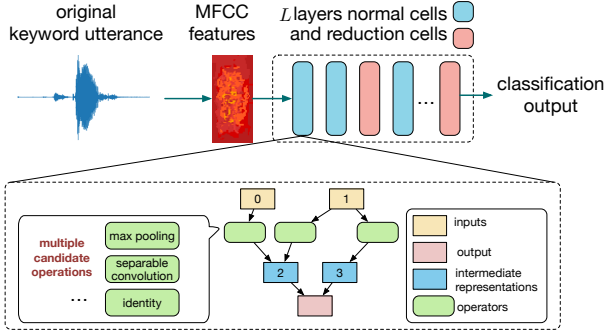 original
keyword utterance
MFCC
features
L layers normal cells
and reduction cells
classification
output
...
0
1
2
3
multiple
candidate
operations
...
max pooling
separable
convolution
identity
inputs
output
intermediate
representations
operators